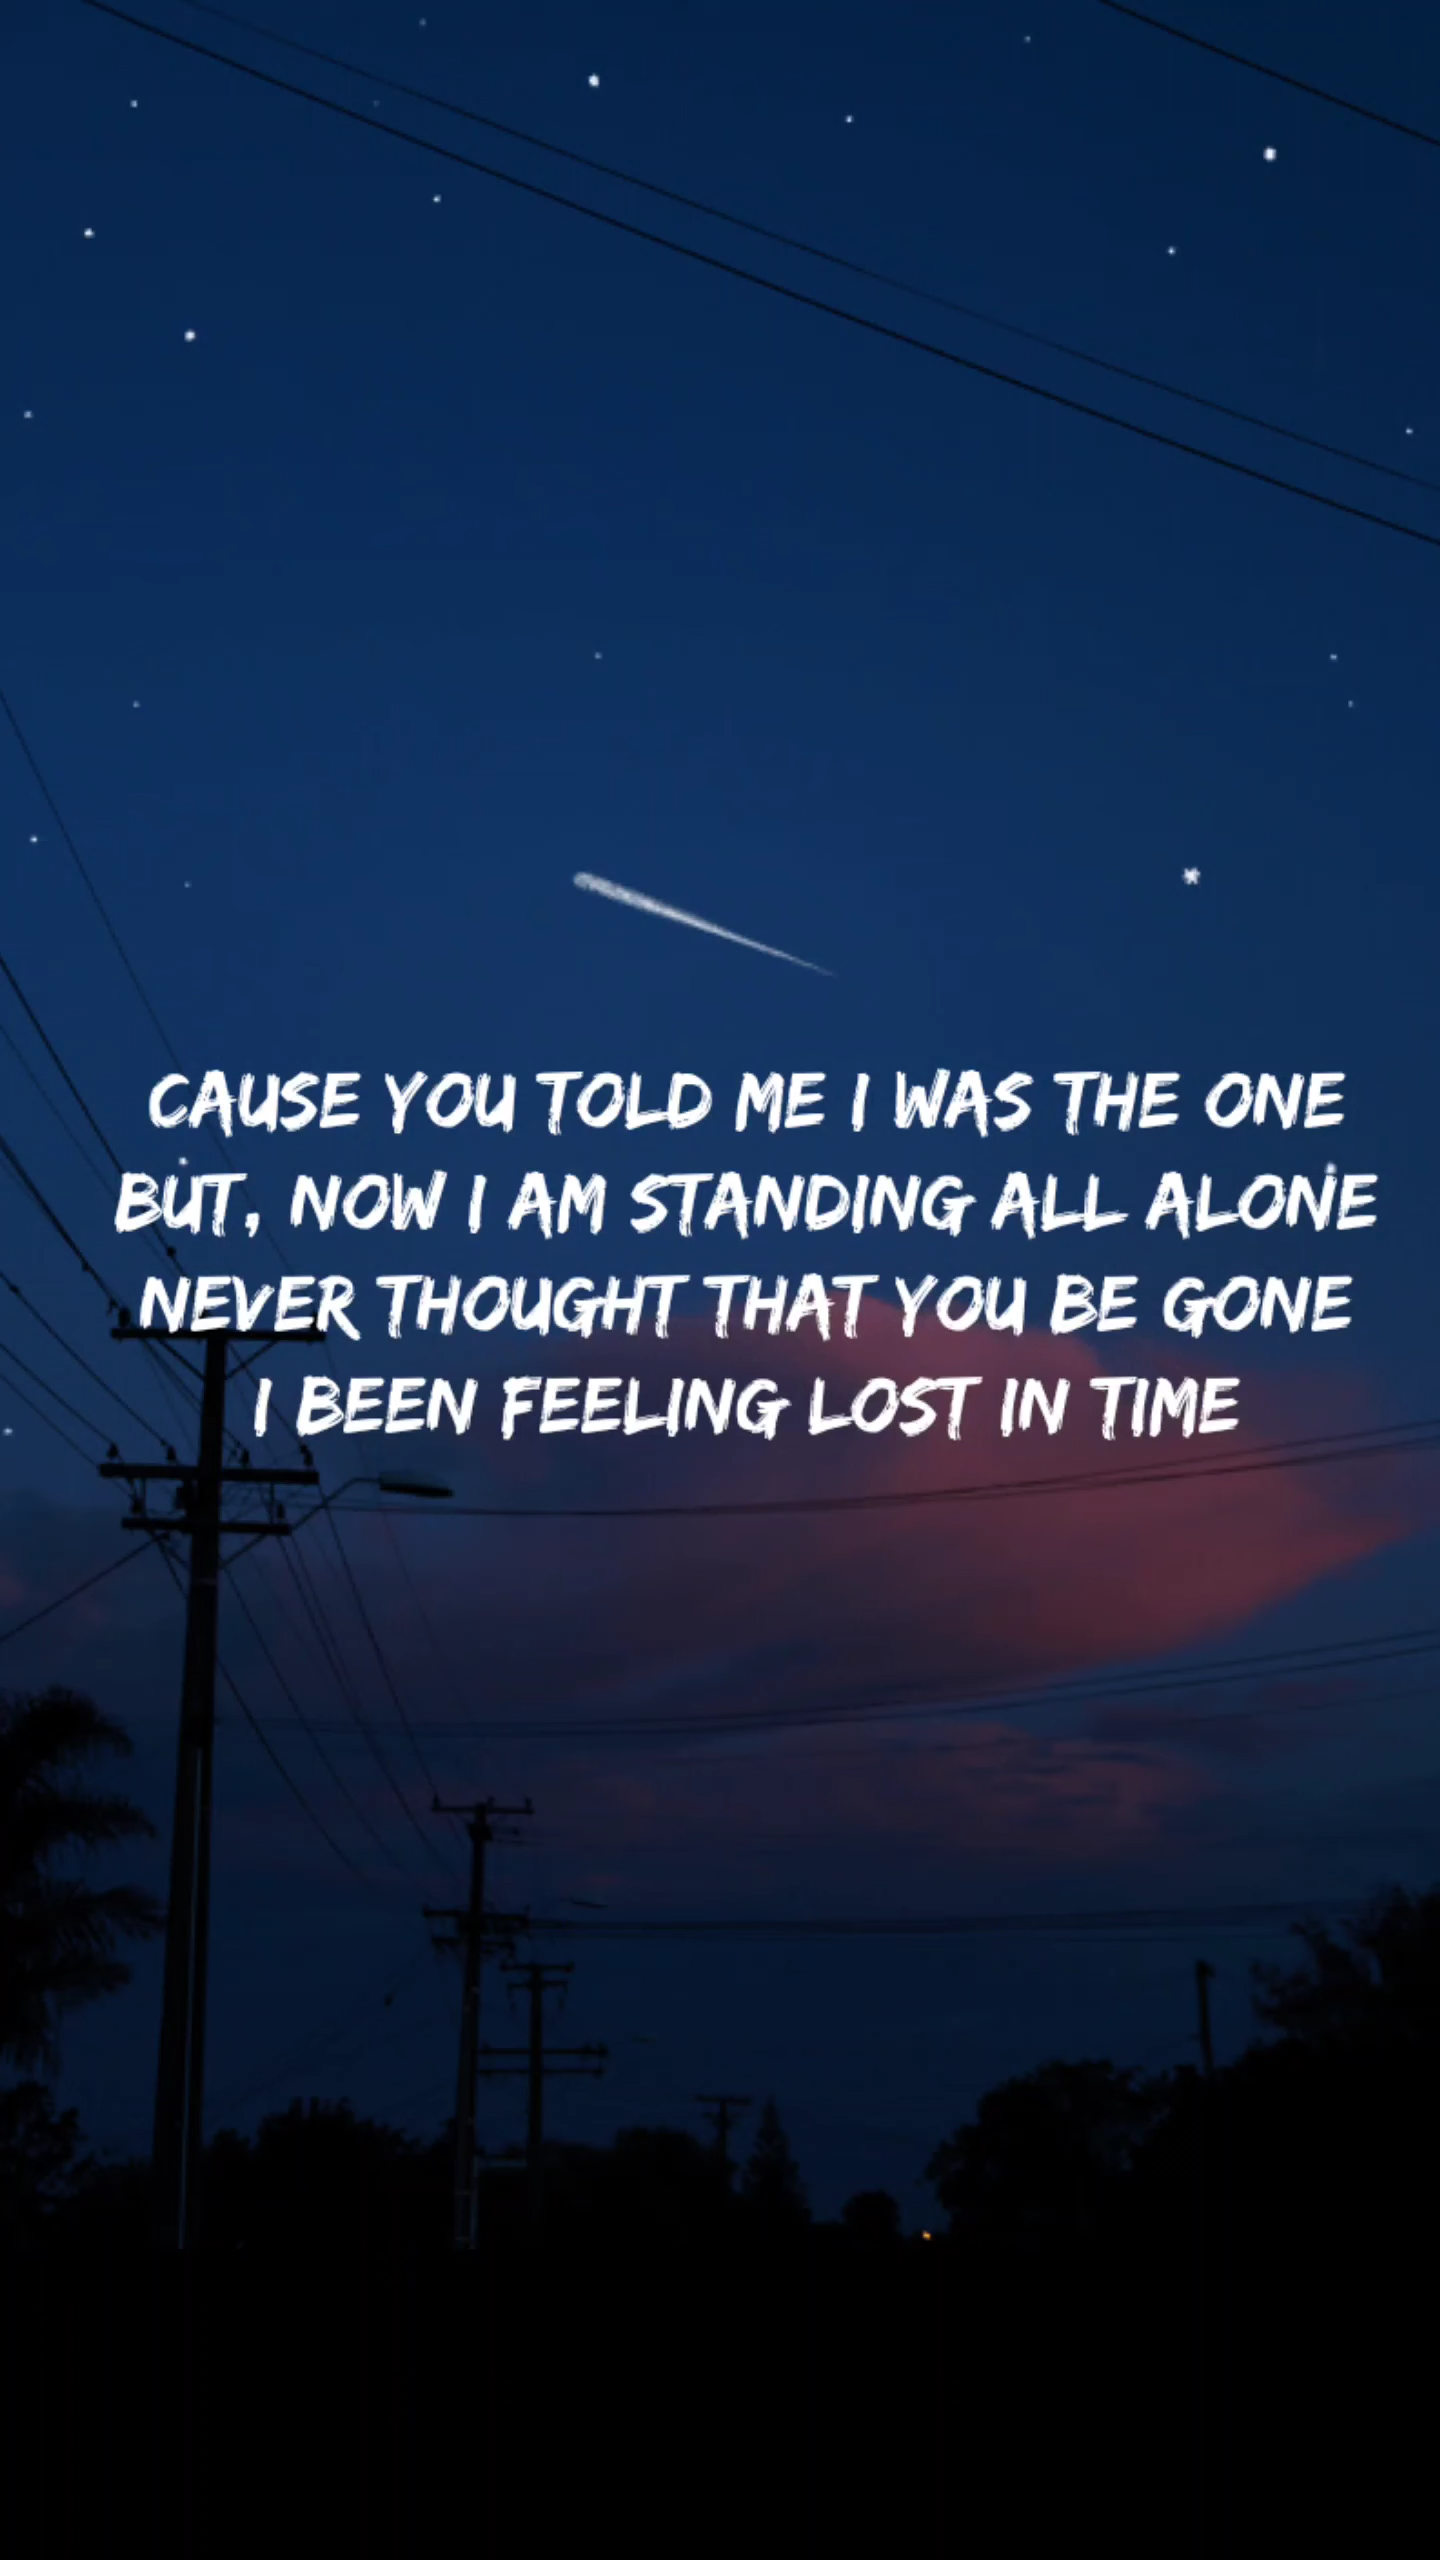 CAUSE YOU TOLD ME I WAS THE ONE
BUT, NOW I AM STANDING ALL ALONE
NEVER THOUGHT THAT YOU BE GONE
I BEEN FEELING LOST IN TIME